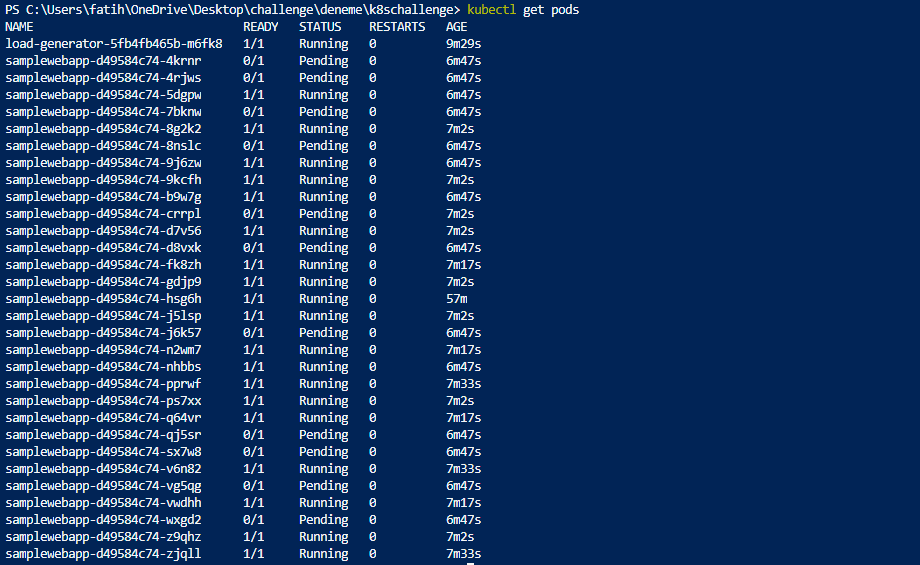 PS C:\Users\fatih\OneDrive\Desktop\challenge\deneme\k8schallenge> kubectl get pods
NAME READY STATUS RESTARTS AGE
load-generator-5fb4fb465b-m6fk8 1/1 Running 0 9m29s
samplewebapp-d49584c74-4krnr 0/1 Pending 0 6m47s
samplewebapp-d49584c74-4rjws 0/1 Pending 0 6m47s
samplewebapp-d49584c74-5dgpw 1/1 Running 0 6m47s
samplewebapp-d49584c74-7bknw 0/1 Pending 0 6m47s
samplewebapp-d49584c74-8g2k2 1/1 Running 0 7m2s
samplewebapp-d49584c74-8nslc 0/1 Pending 0 6m47s
samplewebapp-d49584c74-9j6zw 1/1 Running 0 6m47s
samplewebapp-d49584c74-9kcfh 1/1 Running 0 7m2s
samplewebapp-d49584c74-b9w7g 1/1 Running 0 6m47s
samplewebapp-d49584c74-crrpl 0/1 Pending 0 7m2s
samplewebapp-d49584c74-d7v56 1/1 Running 0 7m2s
samplewebapp-d49584c74-d8vxk 0/1 Pending 0 6m47s
samplewebapp-d49584c74-fk8zh 1/1 Running 0 7m17s
samplewebapp-d49584c74-gdjp9 1/1 Running 0 7m2s
samplewebapp-d49584c74-hsg6h 1/1 Running 0 57m
samplewebapp-d49584c74-j5lsp 1/1 Running 0 7m2s
samplewebapp-d49584c74-j6k57 0/1 Pending 0 6m47s
samplewebapp-d49584c74-n2wm7 1/1 Running 0 7m17s
samplewebapp-d49584c74-nhbbs 1/1 Running 0 6m47s
samplewebapp-d49584c74-pprwf 1/1 Running 0 7m33s
samplewebapp-d49584c74-ps7xx 1/1 Running 0 7m2s
samplewebapp-d49584c74-q64vr 1/1 Running 0 7m17s
samplewebapp-d49584c74-qj5sr 0/1 Pending 0 6m47s
samplewebapp-d49584c74-sx7w8 0/1 Pending 0 6m47s
samplewebapp-d49584c74-v6n82 1/1 Running 0 7m33s
samplewebapp-d49584c74-vg5qg 0/1 Pending 0 6m47s
samplewebapp-d49584c74-vwdhh 1/1 Running 0 7m17s
samplewebapp-d49584c74-wxgd2 0/1 Pending 0 6m47s
samplewebapp-d49584c74-z9qhz 1/1 Running 0 7m2s
samplewebapp-d49584c74-zjqll 1/1 Running 0 7m33s